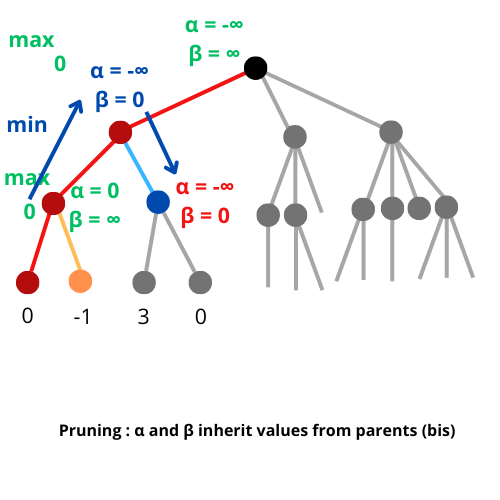 α = -∞
max
β = ∞
0
α = -∞
β = 0
min
max
α = 0
α = -∞
0
β = ∞
β = 0
0
-1
3
0
Pruning : α and β inherit values from parents (bis)